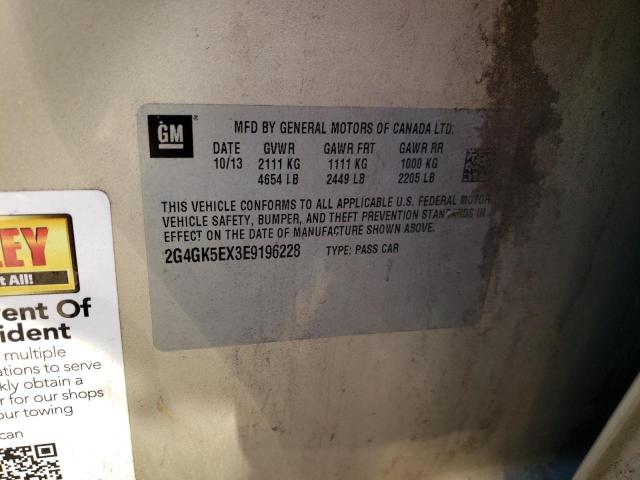 GM®
MFD BY GENERAL MOTORS OF CANADA LTD.
DATE GVWR GAWR FRT GAWR RR
10/13 2111 KG 1111 KG 1000 KG
4654 LB 2449 LB 2205 LB
THIS VEHICLE CONFORMS TO ALL APPLICABLE U.S. FEDERAL MOTOR
VEHICLE SAFETY, BUMPER, AND THEFT PREVENTION STANDARDS IN
EFFECT ON THE DATE OF MANUFACTURE SHOWN ABOVE.
2G4GK5EX3E9196228 TYPE: PASS CAR
LEY
t All!
ent Of
ident
multiple
ations to serve
kly obtain a
r for our shops
our towing
can